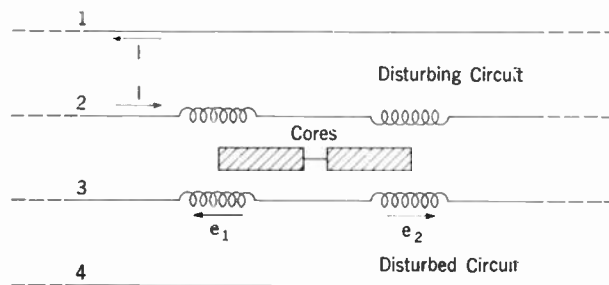 1
I
I
Disturbing Circuit
2
Cores
3
e1
e2
4
Disturbed Circuit